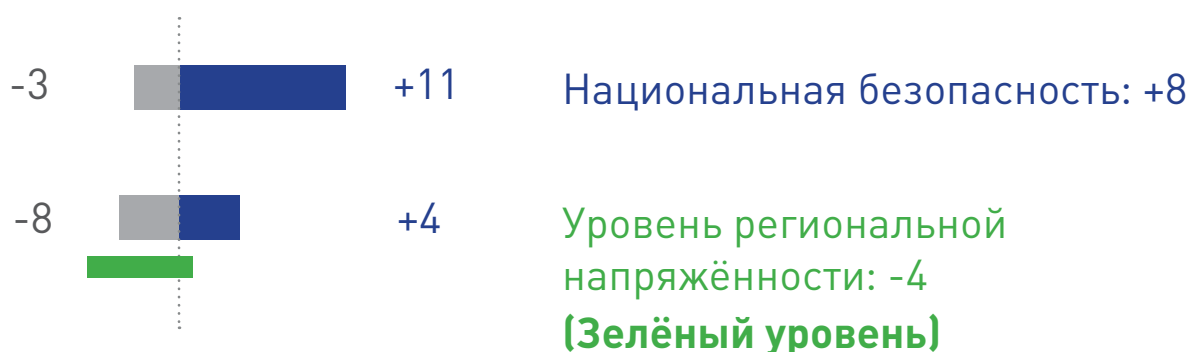 -3 +11 Национальная безопасность: +8
-8 +4 Уровень региональной
напряжённости: -4
(Зелёный уровень)